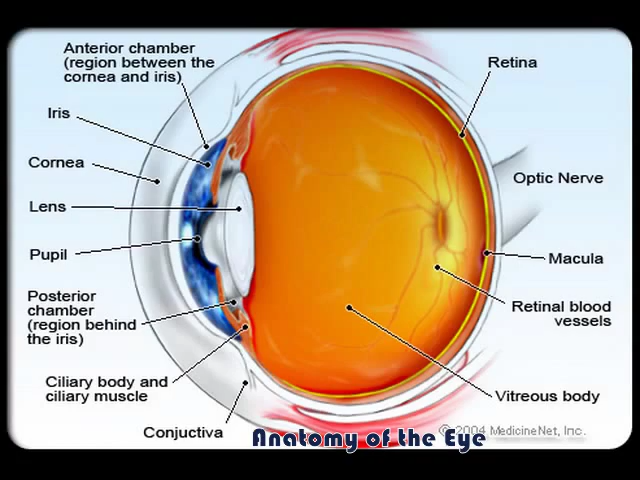 Anterior chamber
(region between the
cornea and iris)
Iris
Cornea
Lens
Pupil
Posterior
chamber
(region behind
the iris)
Ciliary body and
ciliary muscle
Conjuctiva
Retina
Optic Nerve
Macula
Retinal blood
vessels
Vitreous body
© 2004 MedicineNet, Inc.
Anatomy of the Eye